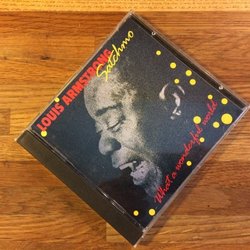 LOUIS ARMSTRONG
Satchmo
What a wonderful world